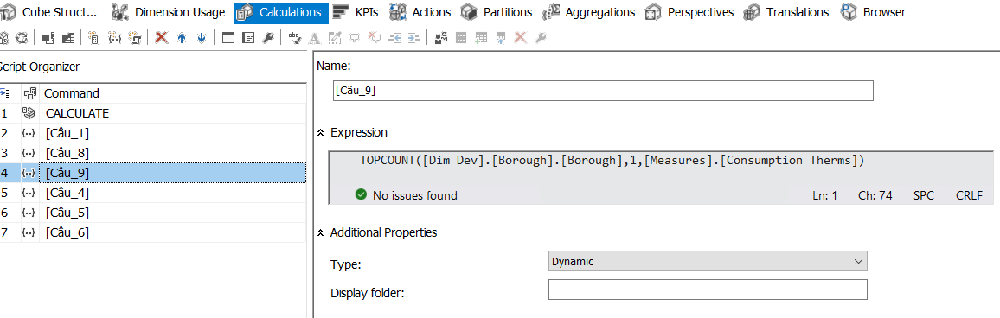 Cube Struct... Dimension Usage Calculations KPIs Actions Partitions Aggregations Perspectives Translations Browser
abc
Script Organizer
Command
1 CALCULATE
2 [Câu_1]
3 [Câu_8]
4 [Câu_9]
5 [Câu_4]
6 [Câu_5]
7 [Câu_6]
Name:
[Câu_9]
Expression
TOPCOUNT([Dim Dev].[Borough].[Borough],1,[Measures].[Consumption Therms])
No issues found Ln: 1 Ch: 74 SPC CRLF
Additional Properties
Type: Dynamic
Display folder: